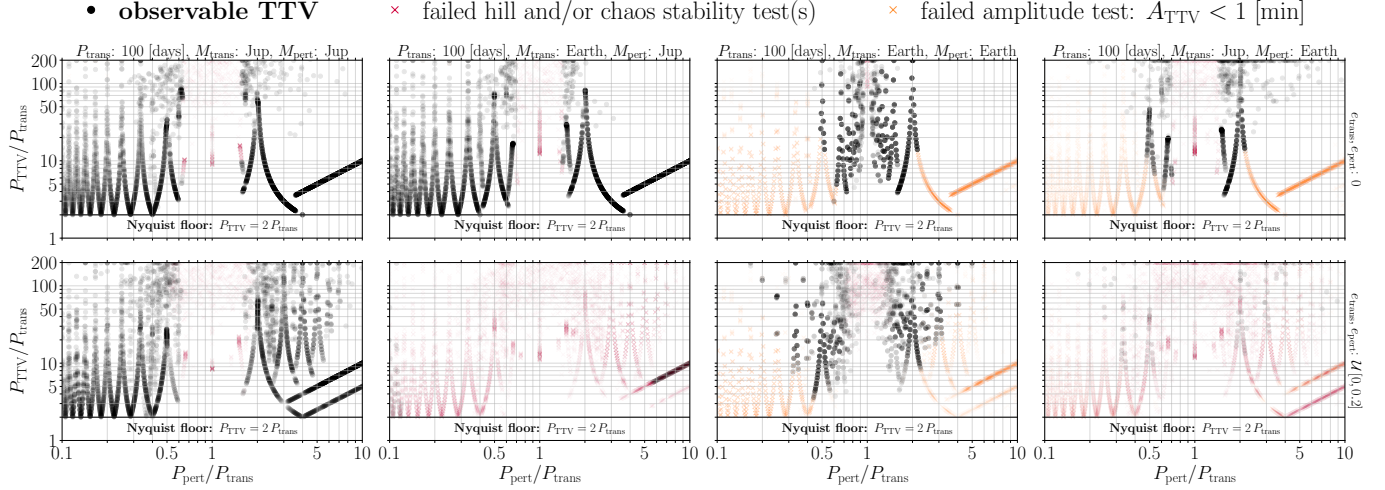 observable TTV
failed hill and/or chaos stability test(s)
failed amplitude test: A_TTV < 1 [min]
P_trans: 100 [days], M_trans: Jup, M_pert: Jup
P_trans: 100 [days], M_trans: Earth, M_pert: Jup
P_trans: 100 [days], M_trans: Earth, M_pert: Earth
P_trans: 100 [days], M_trans: Jup, M_pert: Earth
200
100
50
10
5
1
P_TTV/P_trans
Nyquist floor: P_TTV = 2 P_trans
Nyquist floor: P_TTV = 2 P_trans
Nyquist floor: P_TTV = 2 P_trans
Nyquist floor: P_TTV = 2 P_trans
e_trans, e_pert: 0
200
100
50
10
5
1
P_TTV/P_trans
Nyquist floor: P_TTV = 2 P_trans
Nyquist floor: P_TTV = 2 P_trans
Nyquist floor: P_TTV = 2 P_trans
Nyquist floor: P_TTV = 2 P_trans
e_trans, e_pert: 𝒰[0, 0.2]
0.1 0.5 1 5 10
0.1 0.5 1 5 10
0.1 0.5 1 5 10
0.1 0.5 1 5 10
P_pert/P_trans
P_pert/P_trans
P_pert/P_trans
P_pert/P_trans